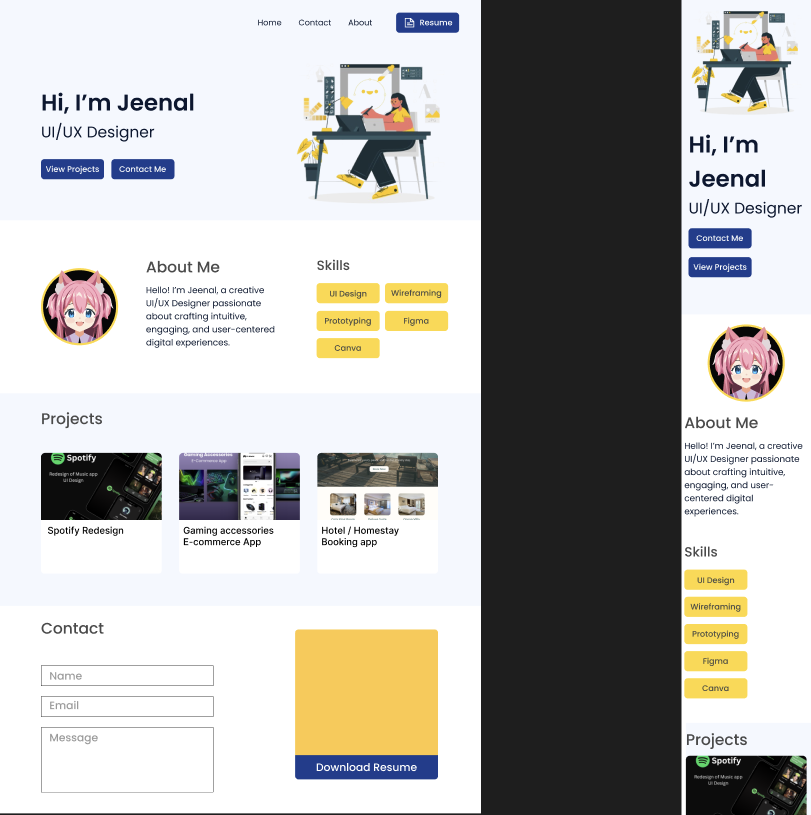 Home
Contact
About
Resume
Hi, I’m Jeenal
UI/UX Designer
View Projects
Contact Me
About Me
Hello! I’m Jeenal, a creative
UI/UX Designer passionate
about crafting intuitive,
engaging, and user-centered
digital experiences.
Skills
UI Design
Wireframing
Prototyping
Figma
Canva
Projects
Spotify
Redesign of Music app
UI Design
Spotify Redesign
Gaming Accessories
E-Commerce app
Gaming accessories
E-commerce App
Hotel / Homestay
Booking app
Contact
Name
Email
Message
Download Resume
Hi, I’m
Jeenal
UI/UX Designer
Contact Me
View Projects
About Me
Hello! I’m Jeenal, a creative
UI/UX Designer passionate
about crafting intuitive,
engaging, and user-
centered digital
experiences.
Skills
UI Design
Wireframing
Prototyping
Figma
Canva
Projects
Spotify
Redesign of Music app
UI Design